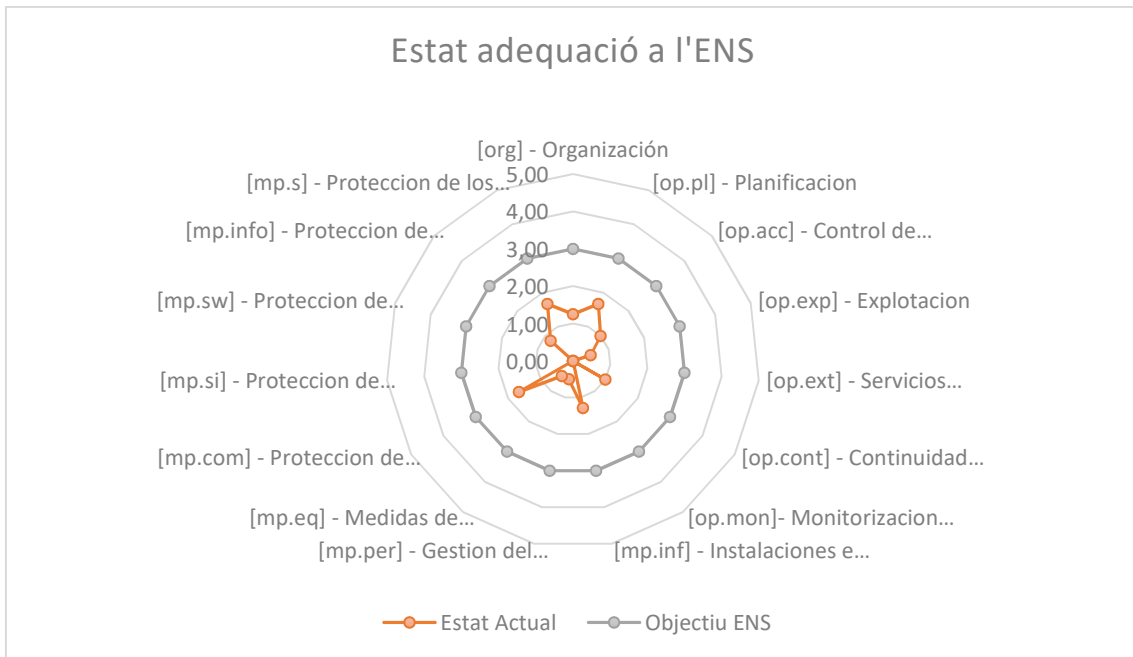 Estat adequació a l'ENS
[org] - Organización
5,00
[mp.s] - Proteccion de los...
[op.pl] - Planificacion
4,00
[mp.info] - Proteccion de...
[op.acc] - Control de...
3,00
2,00
[mp.sw] - Proteccion de...
[op.exp] - Explotacion
1,00
0,00
[mp.si] - Proteccion de...
[op.ext] - Servicios...
[mp.com] - Proteccion de...
[op.cont] - Continuidad...
[mp.eq] - Medidas de...
[op.mon]- Monitorizacion...
[mp.per] - Gestion del...
[mp.inf] - Instalaciones e...
Estat Actual
Objectiu ENS